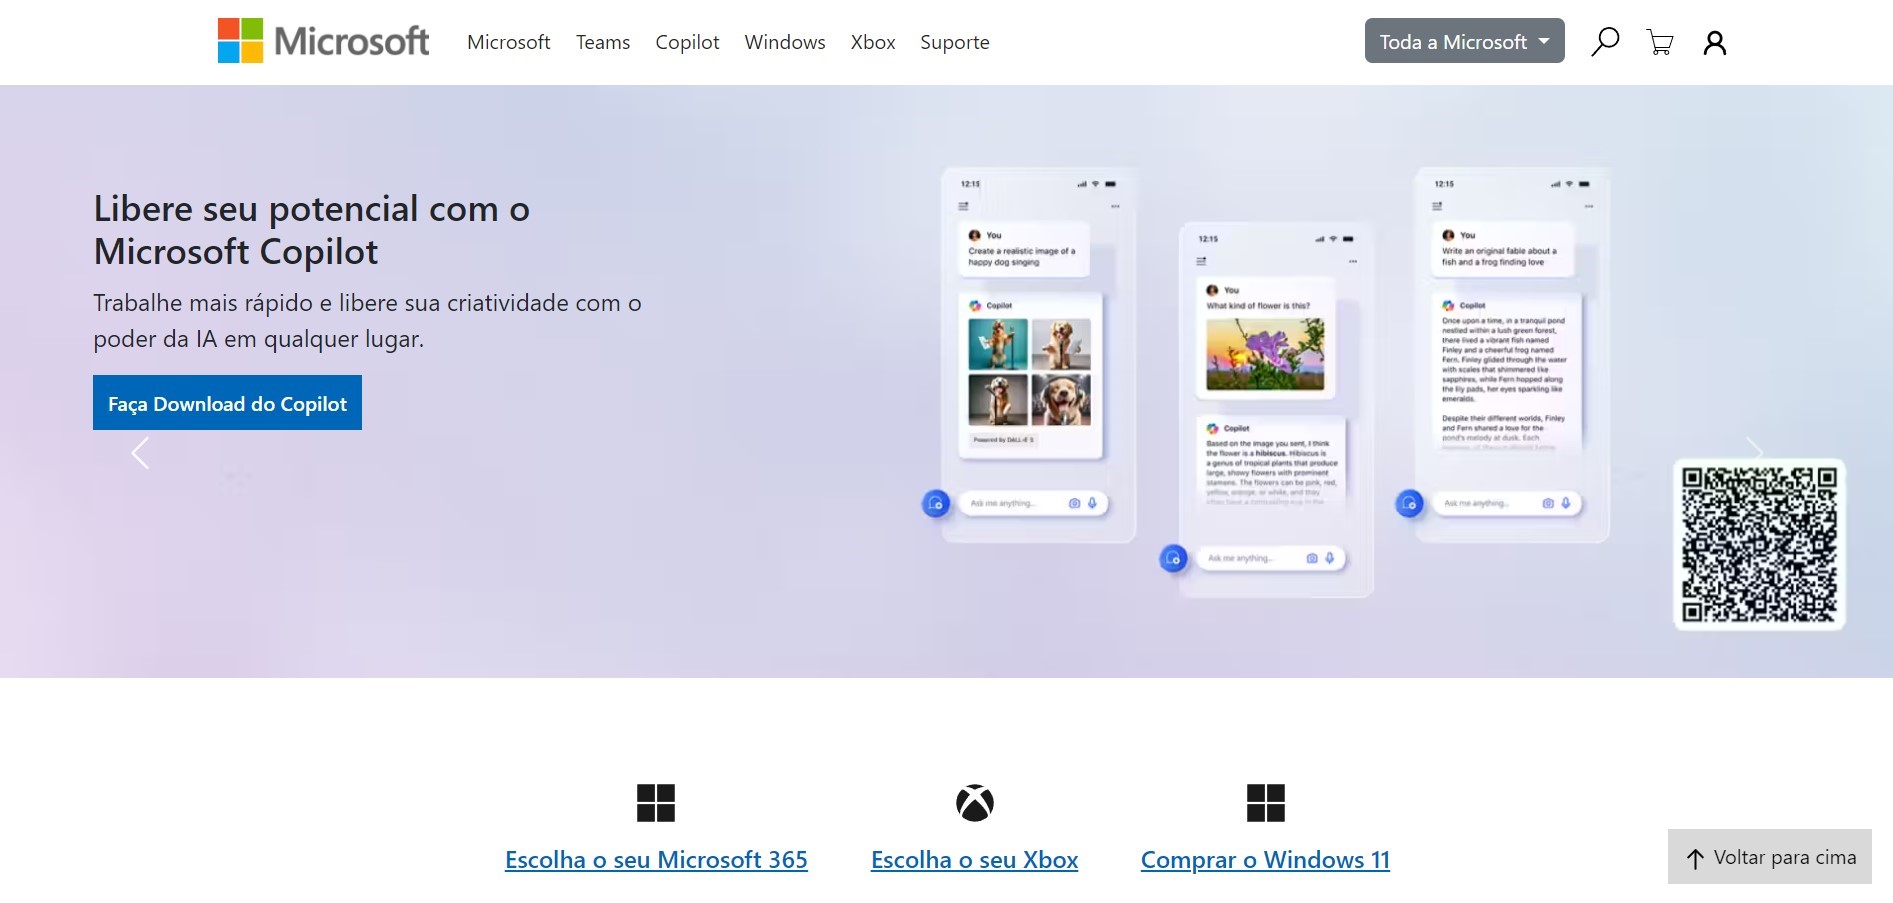 Microsoft
Microsoft Teams Copilot Windows Xbox Suporte
Toda a Microsoft
Libere seu potencial com o
Microsoft Copilot
Trabalhe mais rápido e libere sua criatividade com o
poder da IA em qualquer lugar.
Faça Download do Copilot
12:15
You
Create a realistic image of a
happy dog singing
Copilot
Powered by DALL·E 3
Ask me anything...
12:15
You
What kind of flower is this?
Copilot
Based on the image you sent, I think
the flower is a hibiscus. Hibiscus is
a genus of tropical plants that produce
large, showy flowers with prominent
stamens. The flowers can be pink, red,
yellow, orange, or white, and they
often have a contrasting eye in the
Ask me anything...
12:15
You
Write an original fable about a
fish and a frog finding love
Copilot
Once upon a time, in a tranquil pond
nestled within a lush green forest,
there lived a vibrant fish named
Finley and a cheerful frog named
Fern. Finley glided through the water
with scales that shimmered like
sapphires, while Fern hopped along
the lily pads, her eyes sparkling like
emeralds.
Despite their different worlds, Finley
and Fern shared a love for the
pond's melody at dusk. Each
Ask me anything...
Escolha o seu Microsoft 365
Escolha o seu Xbox
Comprar o Windows 11
Voltar para cima